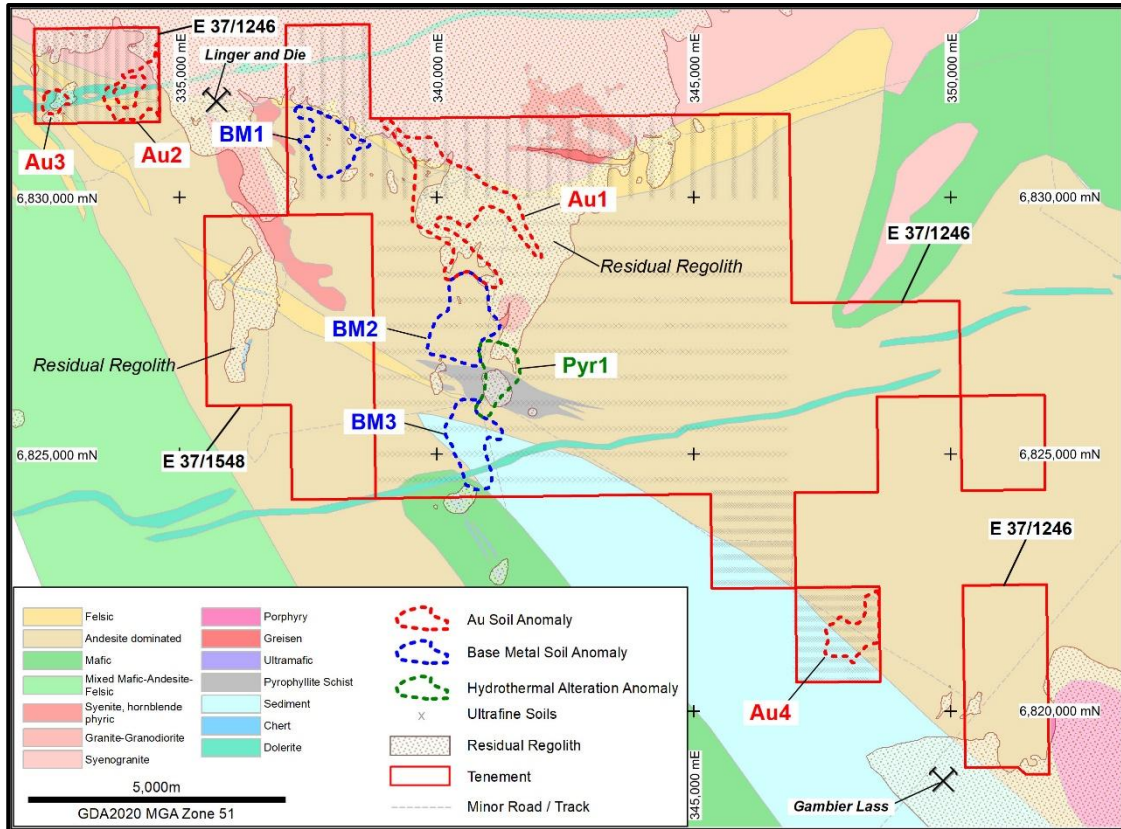 E 37/1246
Linger and Die
335,000 mE
340,000 mE
345,000 mE
350,000 mE
BM1
Au3
Au2
6,830,000 mN
6,830,000 mN
Au1
E 37/1246
Residual Regolith
BM2
Residual Regolith
Pyr1
BM3
6,825,000 mN
6,825,000 mN
E 37/1548
E 37/1246
Au4
6,820,000 mN
345,000 mE
Gambier Lass
Felsic
Andesite dominated
Mafic
Mixed Mafic-Andesite-
Felsic
Syenite, hornblende
phyric
Granite-Granodiorite
Syenogranite
Porphyry
Greisen
Ultramafic
Pyrophyllite Schist
Sediment
Chert
Dolerite
Au Soil Anomaly
Base Metal Soil Anomaly
Hydrothermal Alteration Anomaly
x Ultrafine Soils
Residual Regolith
Tenement
Minor Road / Track
5,000m
GDA2020 MGA Zone 51